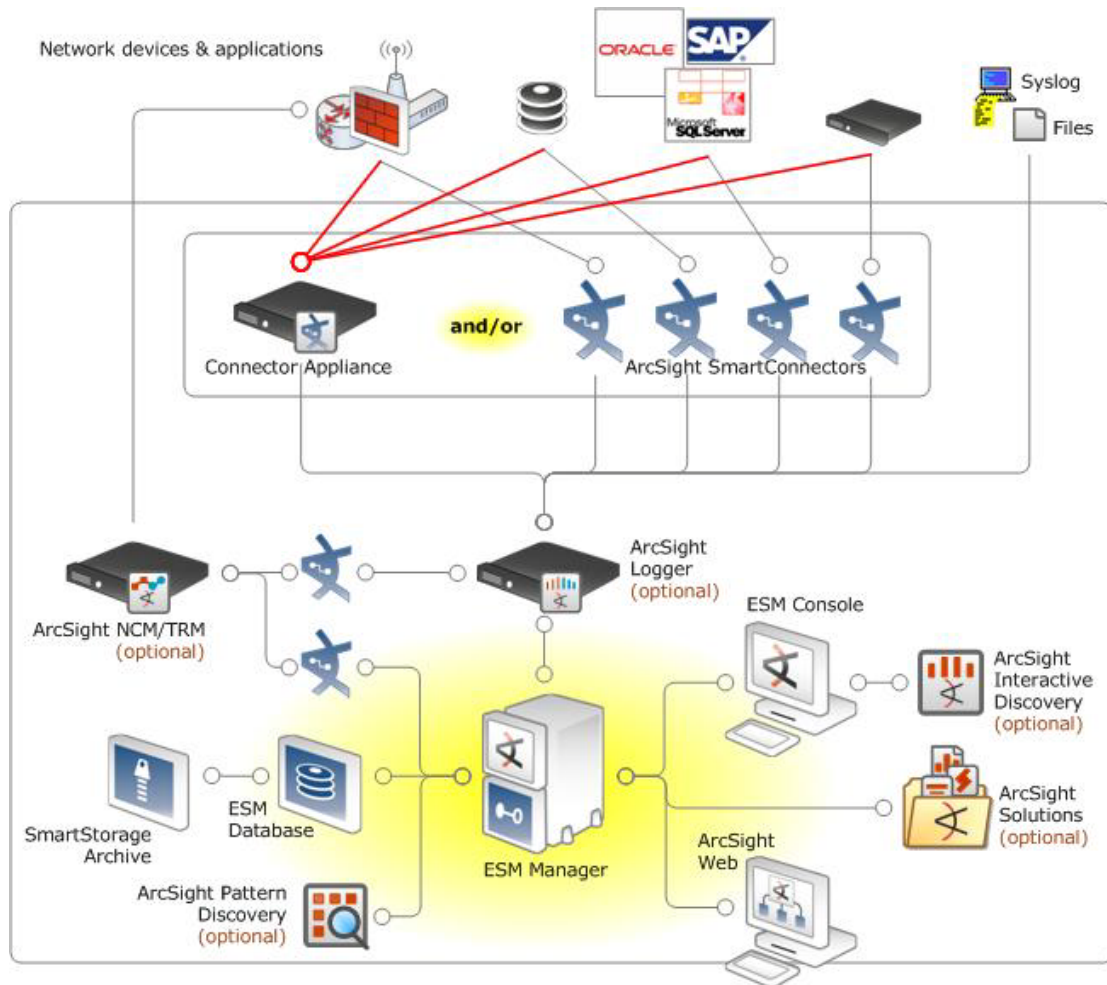 Network devices & applications
ORACLE
SAP
Microsoft
SQL Server
Syslog
Files
Connector Appliance
and/or
ArcSight SmartConnectors
ArcSight
Logger
(optional)
ArcSight NCM/TRM
(optional)
ESM Console
ArcSight
Interactive
Discovery
(optional)
SmartStorage
Archive
ESM
Database
ESM Manager
ArcSight
Solutions
(optional)
ArcSight
Web
ArcSight Pattern
Discovery
(optional)